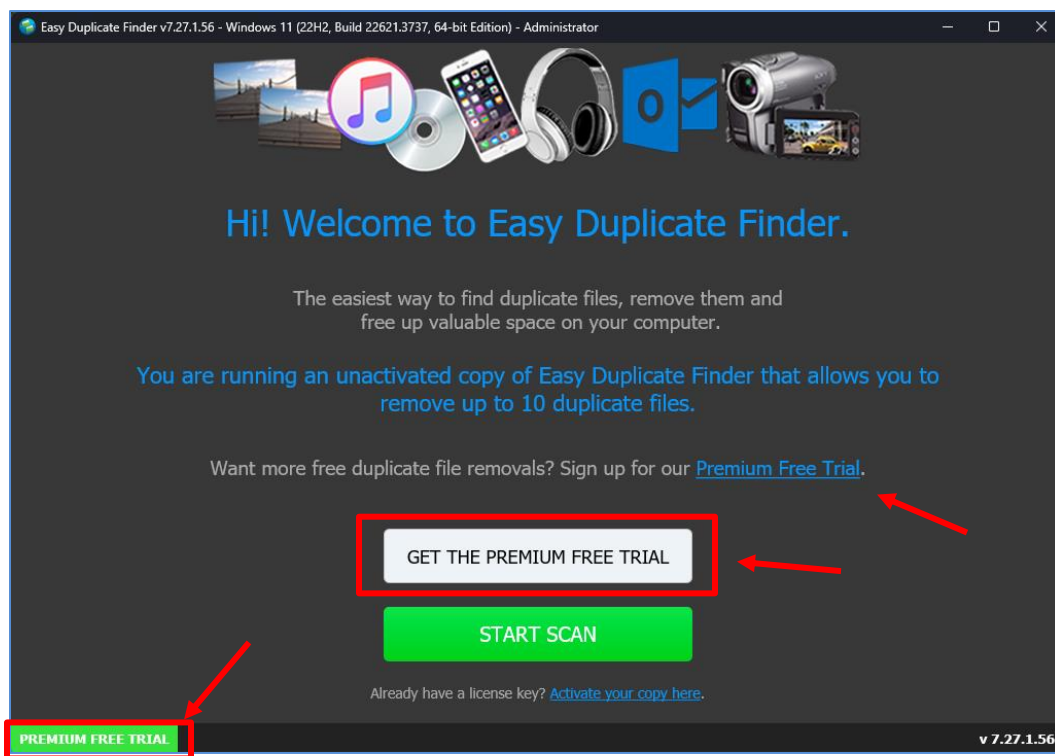 Easy Duplicate Finder v7.27.1.56 - Windows 11 (22H2, Build 22621.3737, 64-bit Edition) - Administrator
Hi! Welcome to Easy Duplicate Finder.
The easiest way to find duplicate files, remove them and
free up valuable space on your computer.
You are running an unactivated copy of Easy Duplicate Finder that allows you to
remove up to 10 duplicate files.
Want more free duplicate file removals? Sign up for our Premium Free Trial.
GET THE PREMIUM FREE TRIAL
START SCAN
Already have a license key? Activate your copy here.
PREMIUM FREE TRIAL
v 7.27.1.56